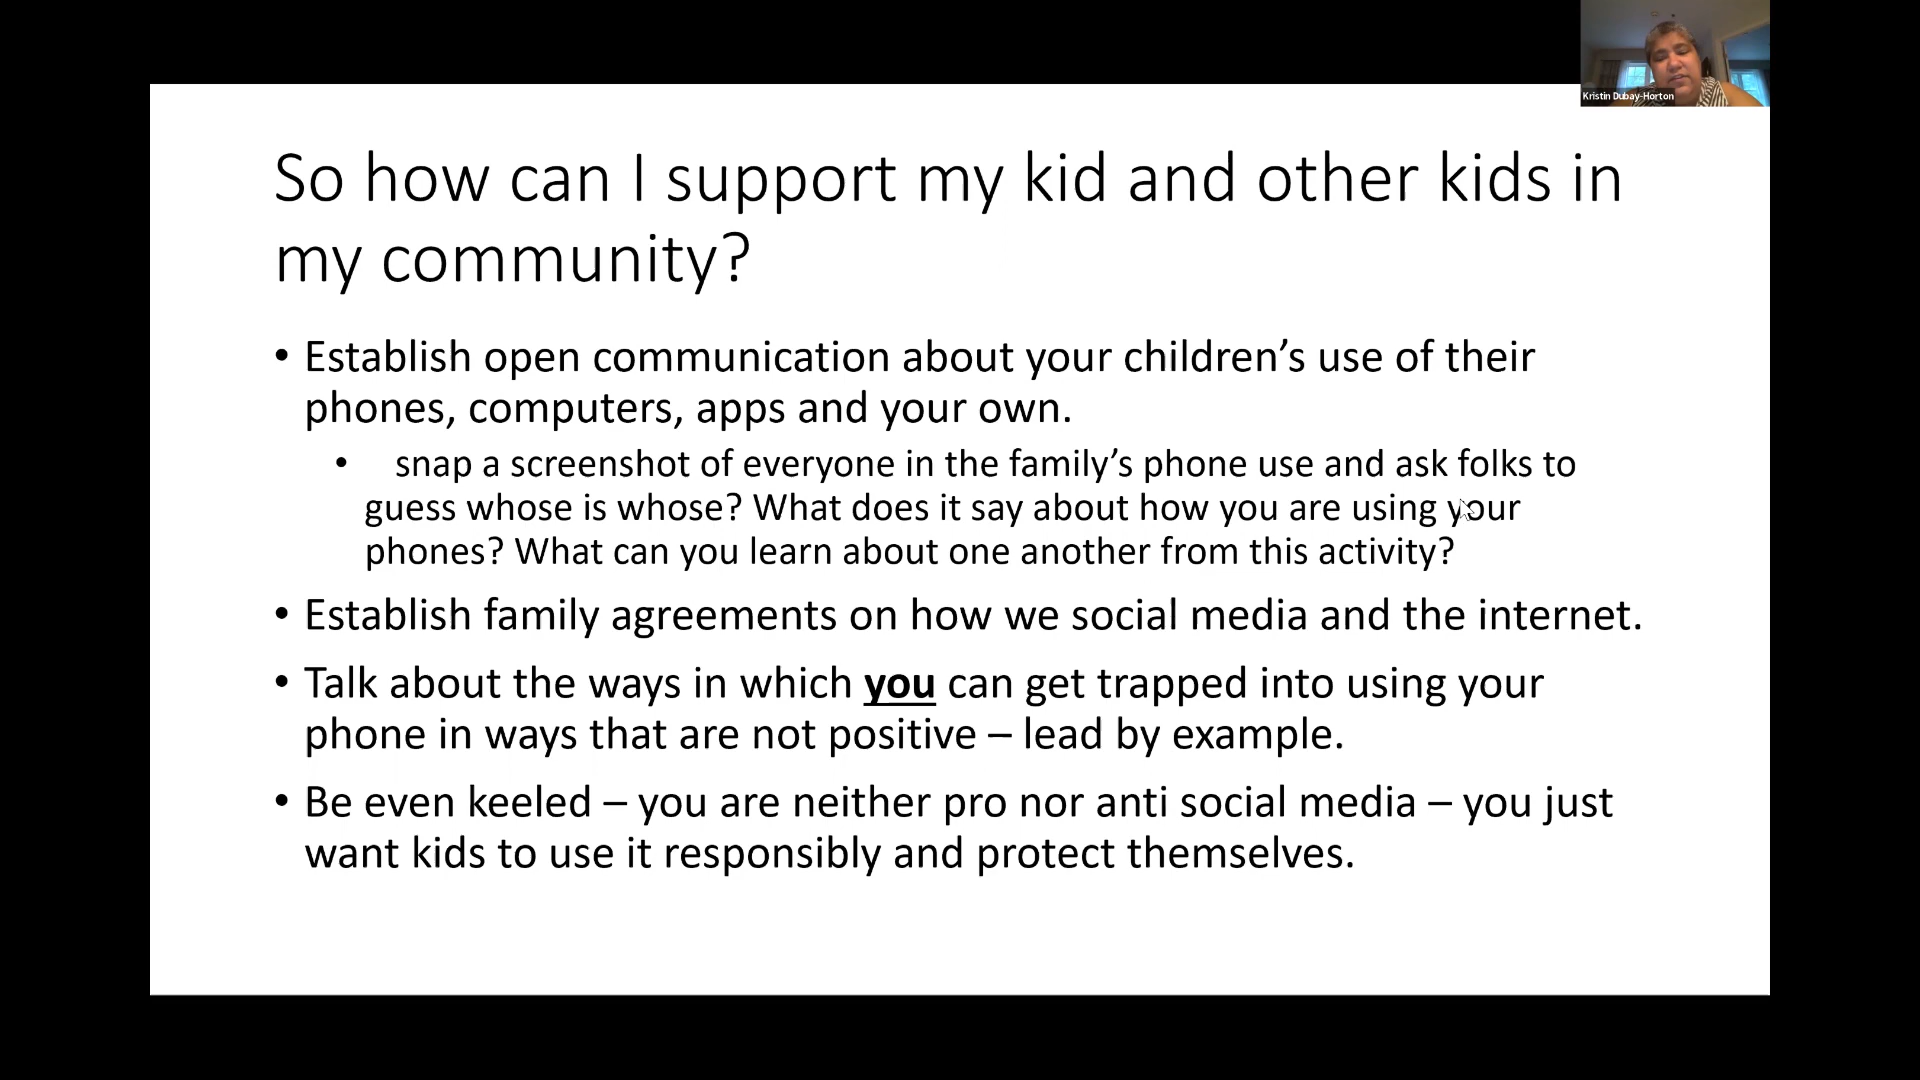 Kristin Dubay-Horton
So how can I support my kid and other kids in
my community?
• Establish open communication about your children’s use of their
phones, computers, apps and your own.
• snap a screenshot of everyone in the family’s phone use and ask folks to
guess whose is whose? What does it say about how you are using your
phones? What can you learn about one another from this activity?
• Establish family agreements on how we social media and the internet.
• Talk about the ways in which you can get trapped into using your
phone in ways that are not positive – lead by example.
• Be even keeled – you are neither pro nor anti social media – you just
want kids to use it responsibly and protect themselves.